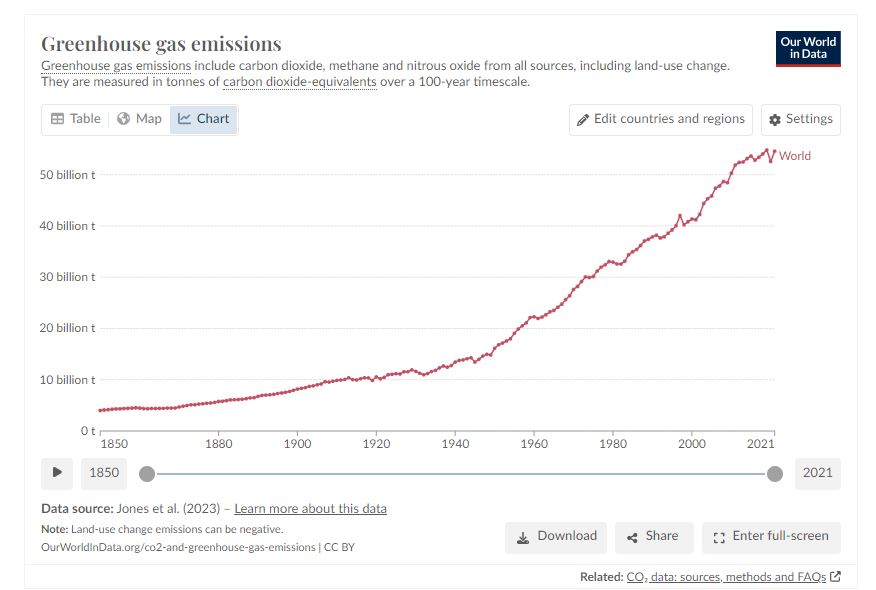 Greenhouse gas emissions
Our World
in Data
Greenhouse gas emissions include carbon dioxide, methane and nitrous oxide from all sources, including land-use change.
They are measured in tonnes of carbon dioxide-equivalents over a 100-year timescale.
Table Map Chart Edit countries and regions Settings
World
50 billion t
40 billion t
30 billion t
20 billion t
10 billion t
0 t
1850 1880 1900 1920 1940 1960 1980 2000 2021
1850 2021
Data source: Jones et al. (2023) – Learn more about this data
Note: Land-use change emissions can be negative.
OurWorldInData.org/co2-and-greenhouse-gas-emissions | CC BY
Download Share Enter full-screen
Related: CO₂ data: sources, methods and FAQs